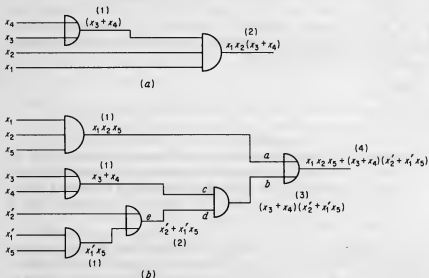 x₄
x₃
(1)
(x₃ + x₄)
x₂
x₁
(2)
x₁x₂(x₃ + x₄)
(a)
x₁
x₂
x₅
(1)
x₁x₂x₅
x₃
x₄
(1)
x₃ + x₄
x₂′
x₁′
x₅
(1)
x₁′x₅
e
x₂′ + x₁′x₅
(2)
c
d
a
b
(3)
(x₃ + x₄)(x₂′ + x₁′x₅)
(4)
x₁x₂x₅ + (x₃ + x₄)(x₂′ + x₁′x₅)
(b)